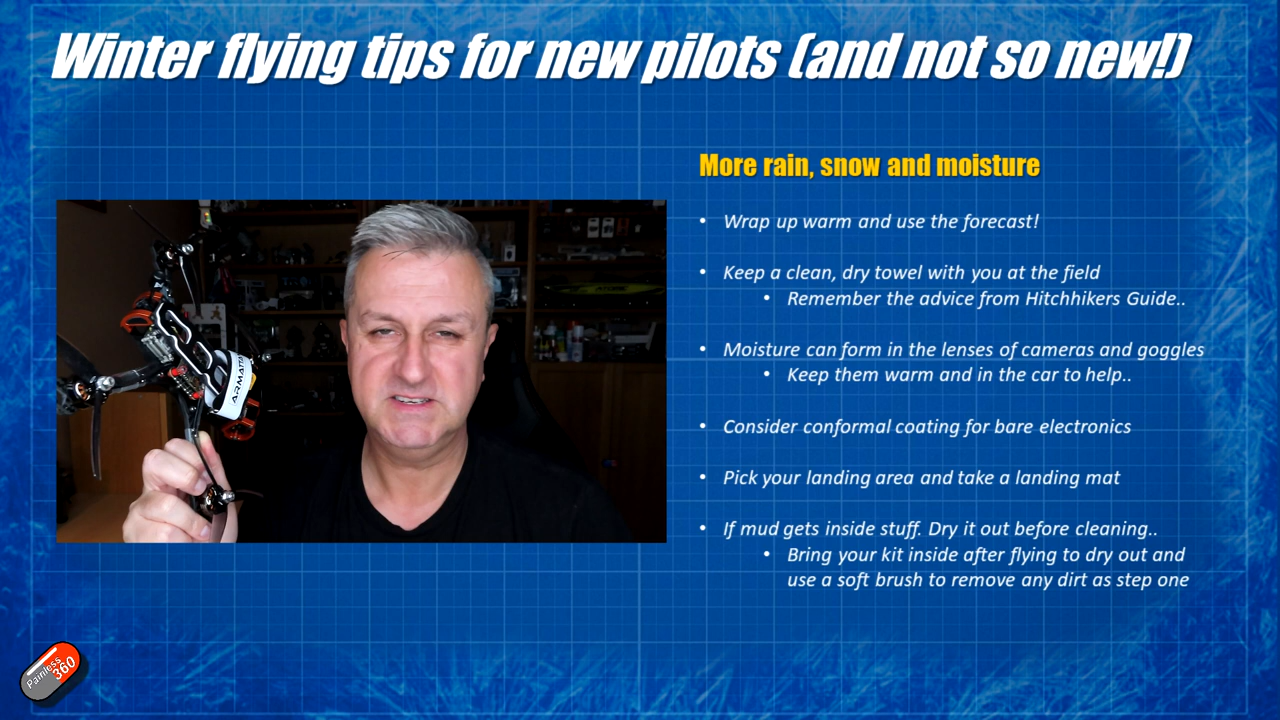 Winter flying tips for new pilots (and not so new!)
More rain, snow and moisture
• Wrap up warm and use the forecast!
• Keep a clean, dry towel with you at the field
• Remember the advice from Hitchhikers Guide..
• Moisture can form in the lenses of cameras and goggles
• Keep them warm and in the car to help..
• Consider conformal coating for bare electronics
• Pick your landing area and take a landing mat
• If mud gets inside stuff. Dry it out before cleaning..
• Bring your kit inside after flying to dry out and
use a soft brush to remove any dirt as step one
ARMATTAN
Painless
360